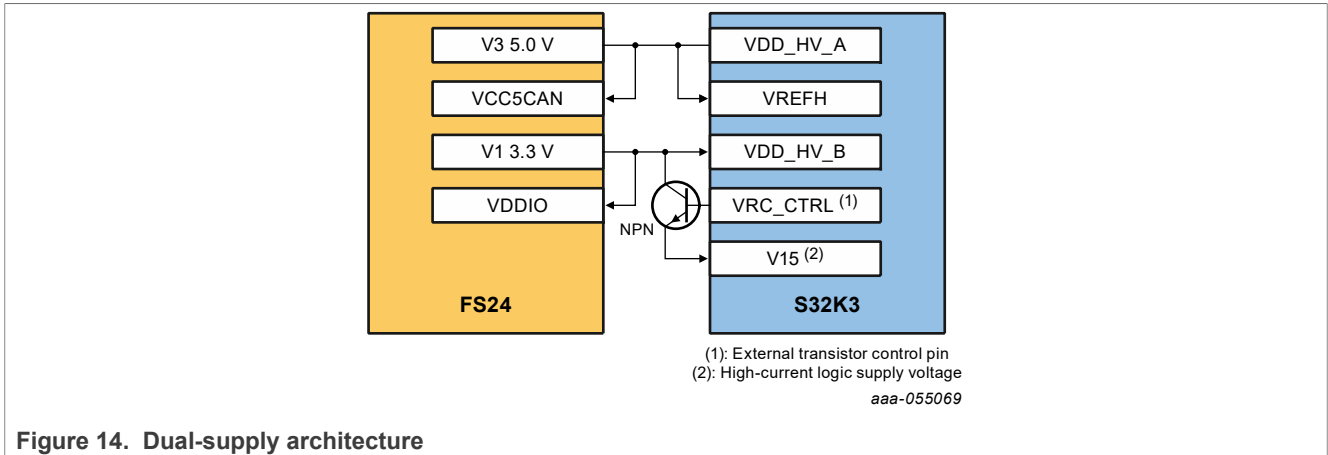 V3 5.0 V
VDD_HV_A
VCC5CAN
VREFH
V1 3.3 V
VDD_HV_B
VDDIO
VRC_CTRL (1)
NPN
V15 (2)
FS24
S32K3
(1): External transistor control pin
(2): High-current logic supply voltage
aaa-055069
Figure 14. Dual-supply architecture